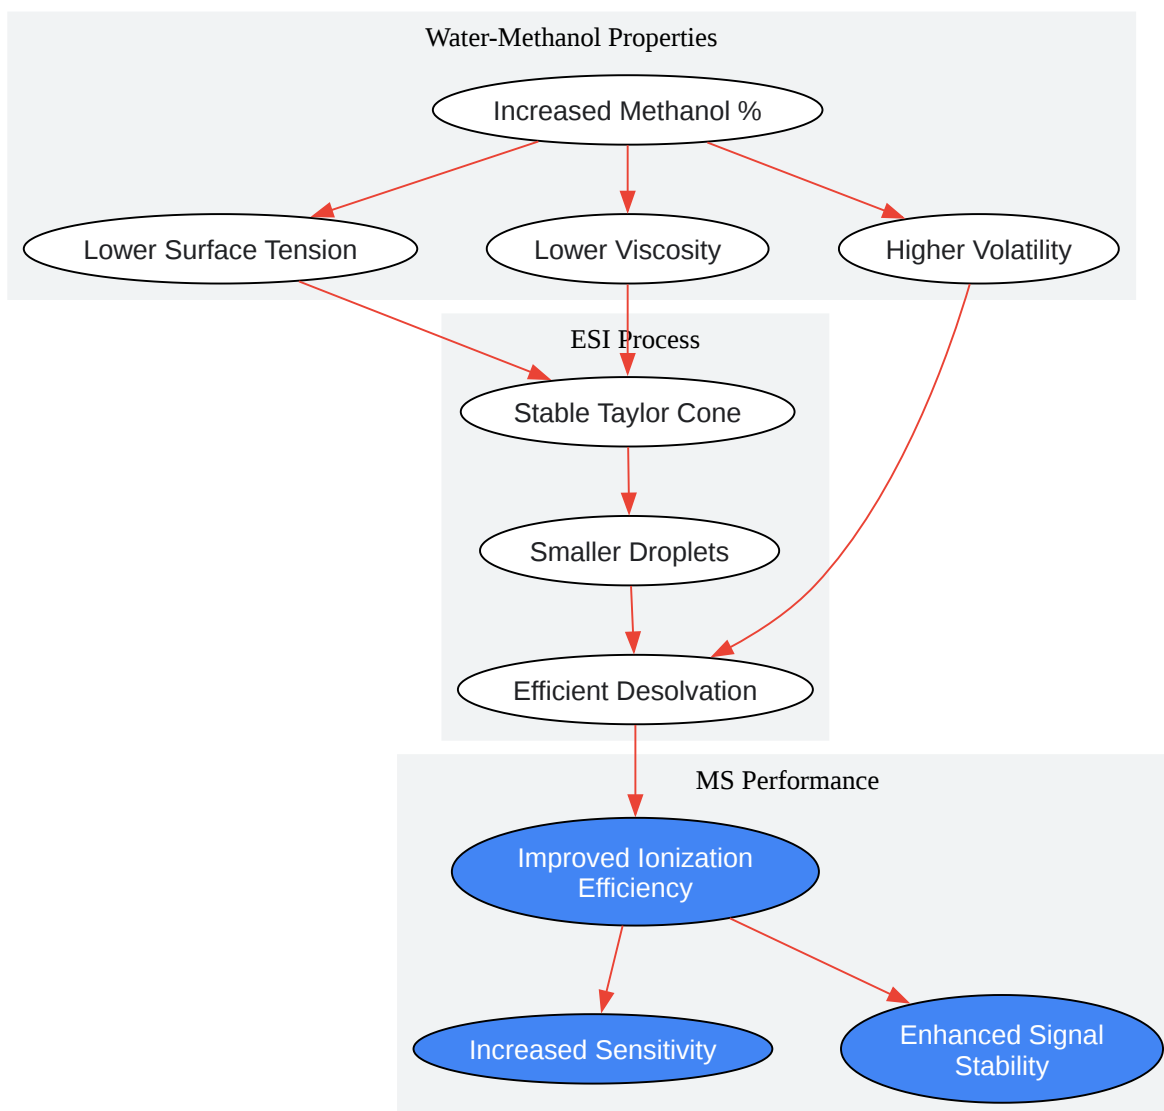 Water-Methanol Properties
Increased Methanol %
Lower Surface Tension
Lower Viscosity
Higher Volatility
ESI Process
Stable Taylor Cone
Smaller Droplets
Efficient Desolvation
MS Performance
Improved Ionization
Efficiency
Increased Sensitivity
Enhanced Signal
Stability